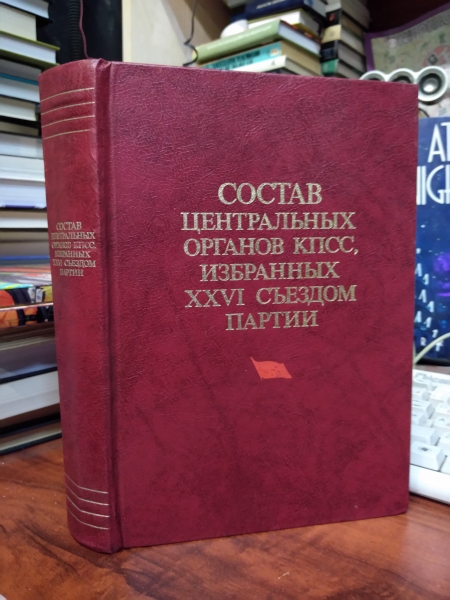 СОСТАВ
ЦЕНТРАЛЬНЫХ
ОРГАНОВ КПСС,
ИЗБРАННЫХ
XXVI СЪЕЗДОМ
ПАРТИИ
СОСТАВ
ЦЕНТРАЛЬНЫХ
ОРГАНОВ КПСС,
ИЗБРАННЫХ
XXVI СЪЕЗДОМ
ПАРТИИ